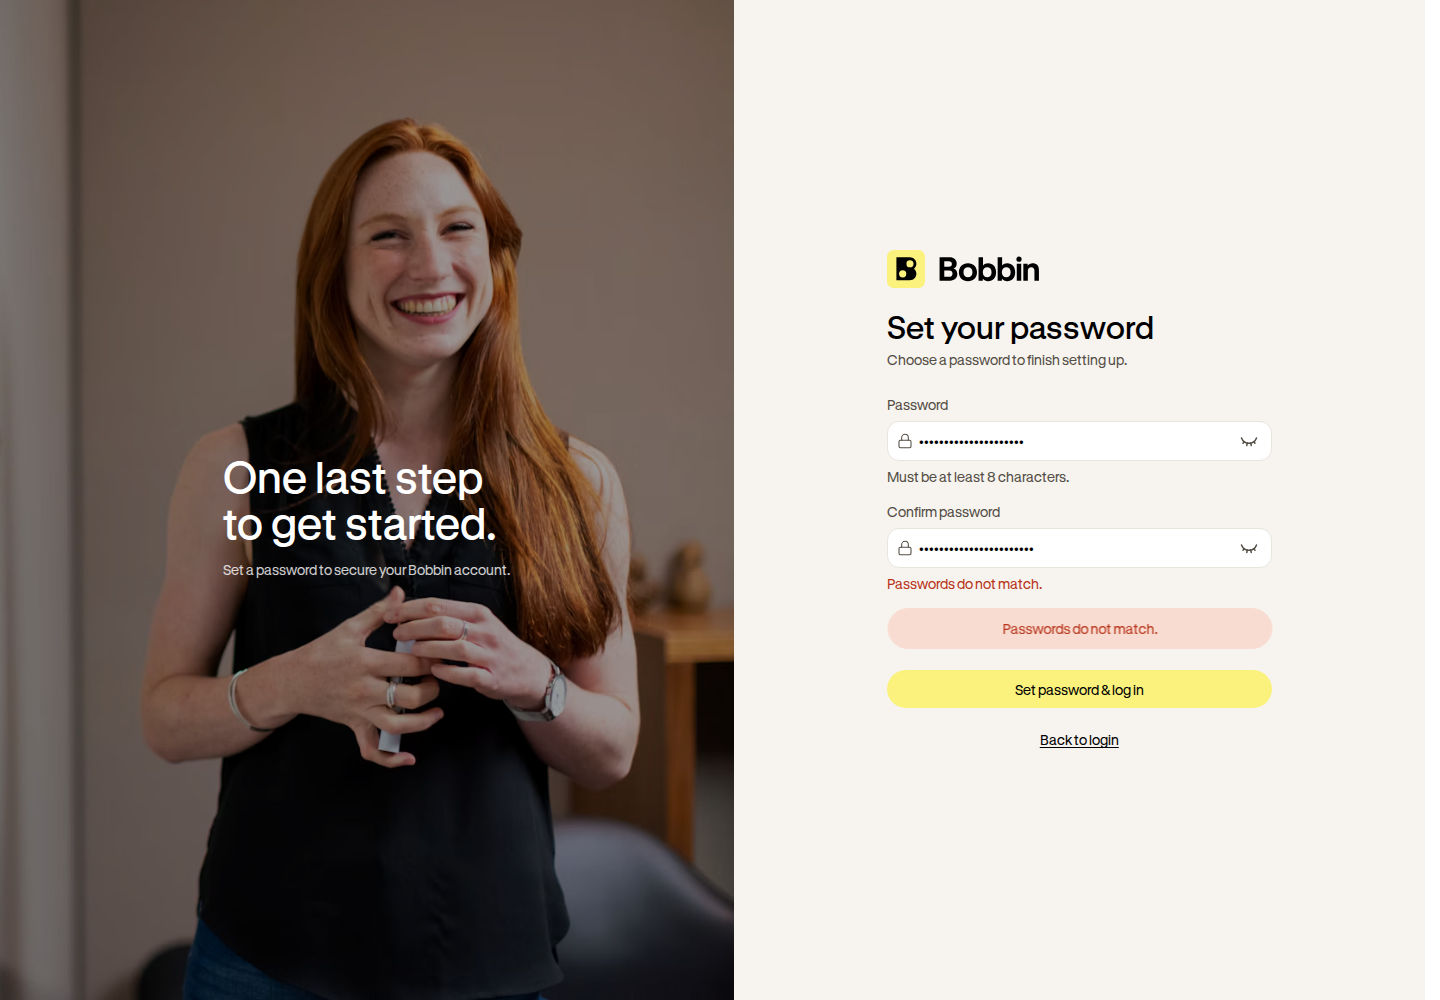 One last step
to get started.
Set a password to secure your Bobbin account.
B Bobbin
Set your password
Choose a password to finish setting up.
Password
•••••••••••••••••••••
Must be at least 8 characters.
Confirm password
•••••••••••••••••••••••
Passwords do not match.
Passwords do not match.
Set password & log in
Back to login